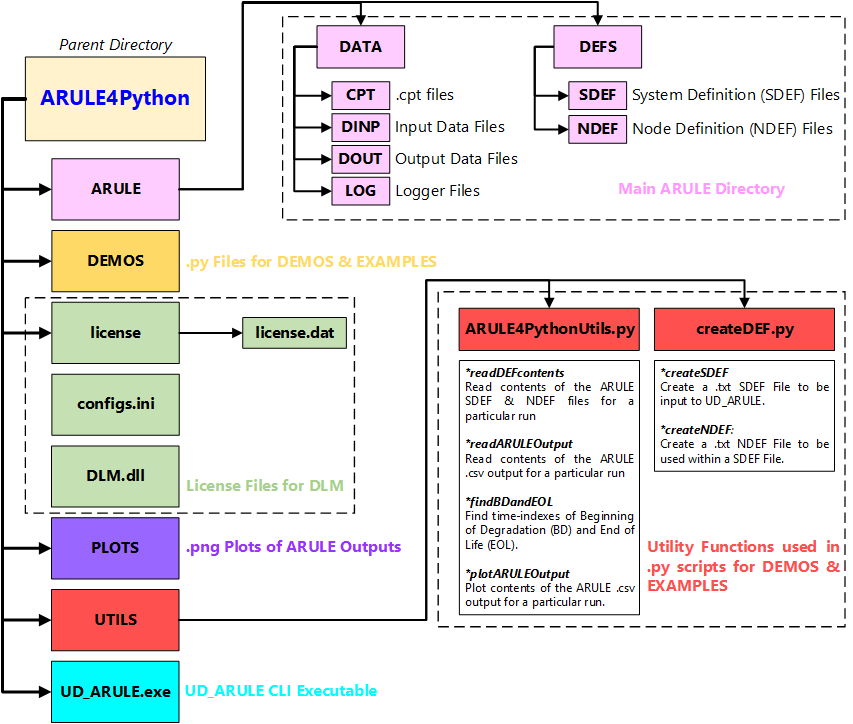 Parent Directory
ARULE4Python
DATA
CPT
.cpt files
DINP
Input Data Files
DOUT
Output Data Files
LOG
Logger Files
DEFS
SDEF
System Definition (SDEF) Files
NDEF
Node Definition (NDEF) Files
Main ARULE Directory
ARULE
DEMOS
.py Files for DEMOS & EXAMPLES
license
license.dat
configs.ini
DLM.dll
License Files for DLM
PLOTS
.png Plots of ARULE Outputs
UTILS
UD_ARULE.exe
UD_ARULE CLI Executable
ARULE4PythonUtils.py
*readDEFcontents
Read contents of the ARULE
SDEF & NDEF files for a
particular run
*readARULEOutput
Read contents of the ARULE
.csv output for a particular run
*findBDandEOL
Find time-indexes of Beginning
of Degradation (BD) and End of
Life (EOL).
*plotARULEOutput
Plot contents of the ARULE .csv
output for a particular run.
createDEF.py
*createSDEF
Create a .txt SDEF File to be
input to UD_ARULE.
*createNDEF:
Create a .txt NDEF File to be
used within a SDEF File.
Utility Functions used in
.py scripts for DEMOS &
EXAMPLES